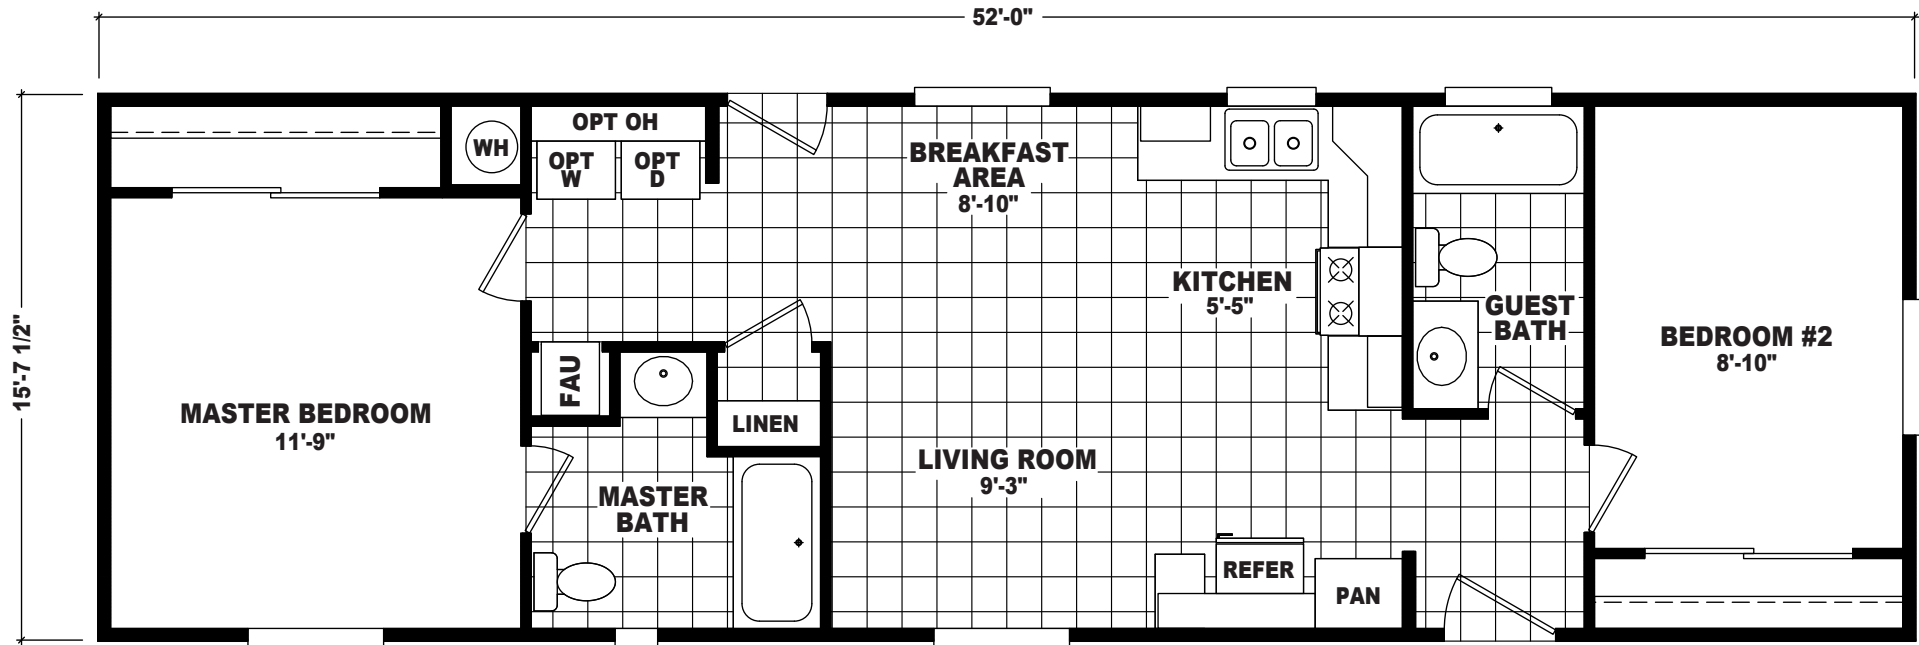 52'-0"
15'-7 1/2"
WH
OPT OH
OPT
W
OPT
D
BREAKFAST
AREA
8'-10"
KITCHEN
5'-5"
GUEST
BATH
BEDROOM #2
8'-10"
MASTER BEDROOM
11'-9"
FAU
LINEN
LIVING ROOM
9'-3"
MASTER
BATH
REFER
PAN